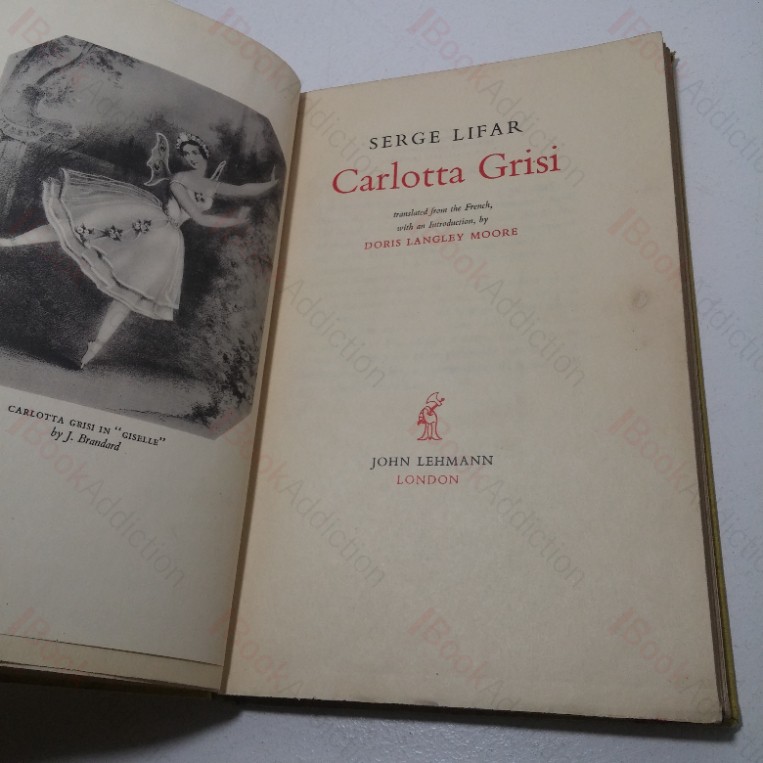 CARLOTTA GRISI IN "GISELLE"
by J. Brandard
SERGE LIFAR
Carlotta Grisi
translated from the French,
with an Introduction, by
DORIS LANGLEY MOORE
JOHN LEHMANN
LONDON
BookAddiction